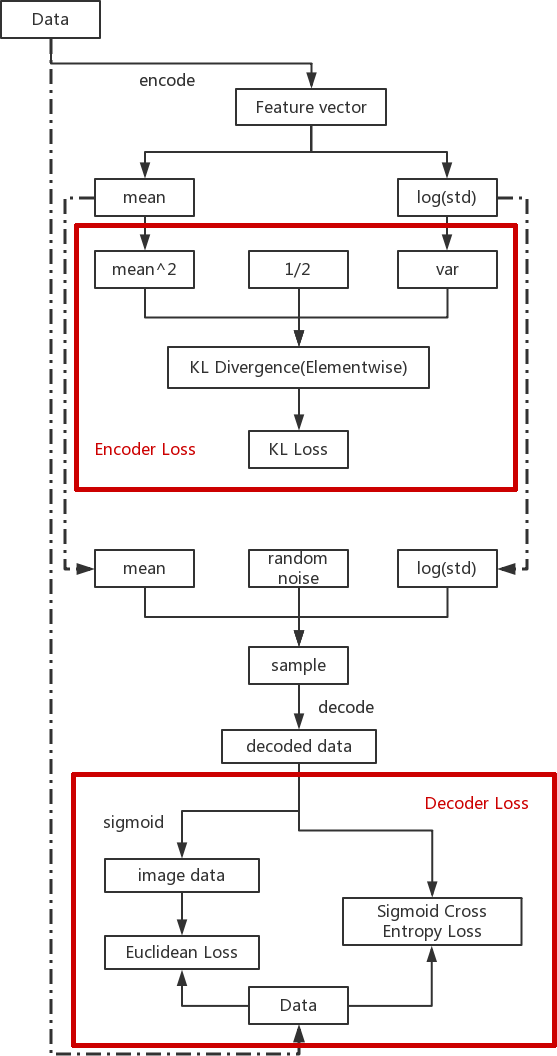 Data
encode
Feature vector
mean
log(std)
mean^2
1/2
var
KL Divergence(Elementwise)
Encoder Loss
KL Loss
mean
random
noise
log(std)
sample
decode
decoded data
Decoder Loss
sigmoid
image data
Sigmoid Cross
Entropy Loss
Euclidean Loss
Data